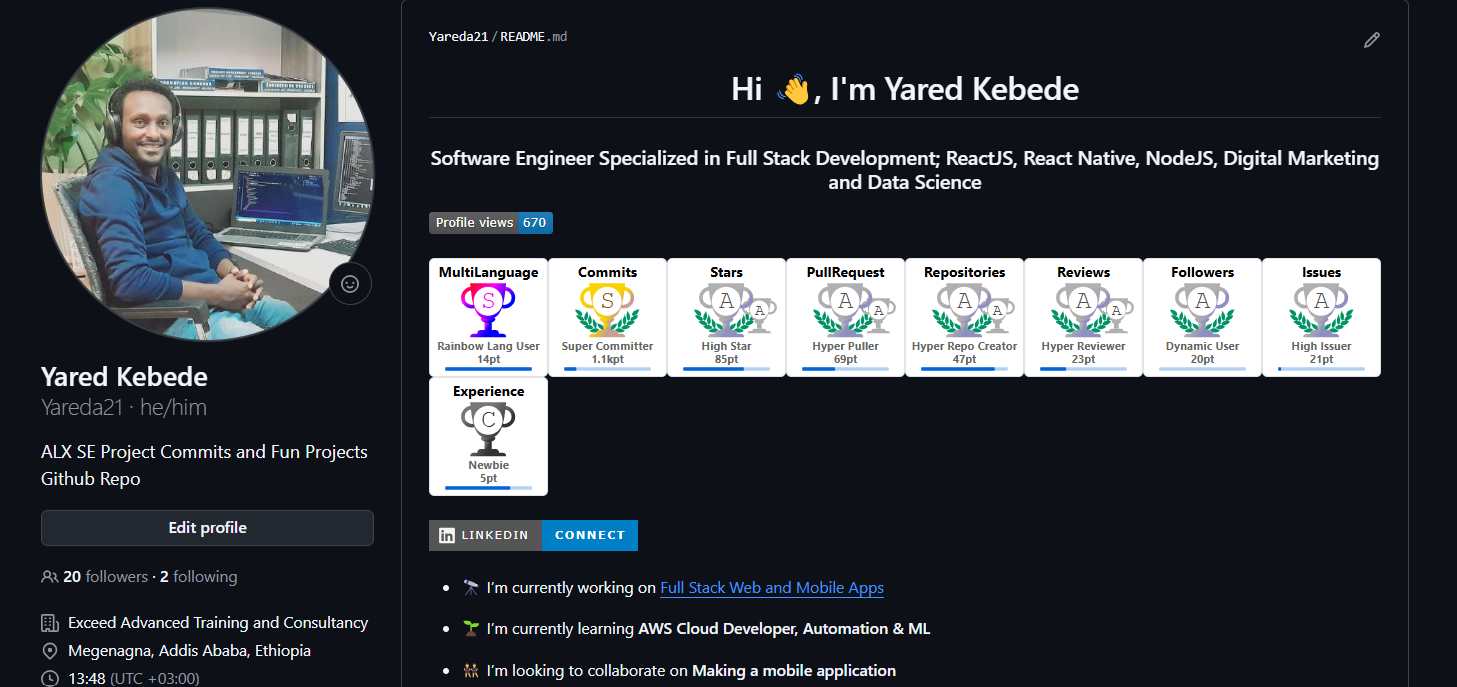 Yared Kebede
Yareda21 · he/him
ALX SE Project Commits and Fun Projects
Github Repo
Edit profile
20 followers · 2 following
Exceed Advanced Training and Consultancy
Megenagna, Addis Ababa, Ethiopia
13:48 (UTC +03:00)
Yareda21/README.md
Hi 👋, I'm Yared Kebede
Software Engineer Specialized in Full Stack Development; ReactJS, React Native, NodeJS, Digital Marketing
and Data Science
Profile views 670
MultiLanguage
S
Rainbow Lang User
14pt
Commits
S
Super Committer
1.1kpt
Stars
A A
High Star
85pt
PullRequest
A A
Hyper Puller
69pt
Repositories
A A
Hyper Repo Creator
47pt
Reviews
A A
Hyper Reviewer
23pt
Followers
A
Dynamic User
20pt
Issues
A
High Issuer
21pt
Experience
C
Newbie
5pt
in LINKEDIN CONNECT
• 🔭 I'm currently working on Full Stack Web and Mobile Apps
• 🌱 I'm currently learning AWS Cloud Developer, Automation & ML
• 👯 I'm looking to collaborate on Making a mobile application